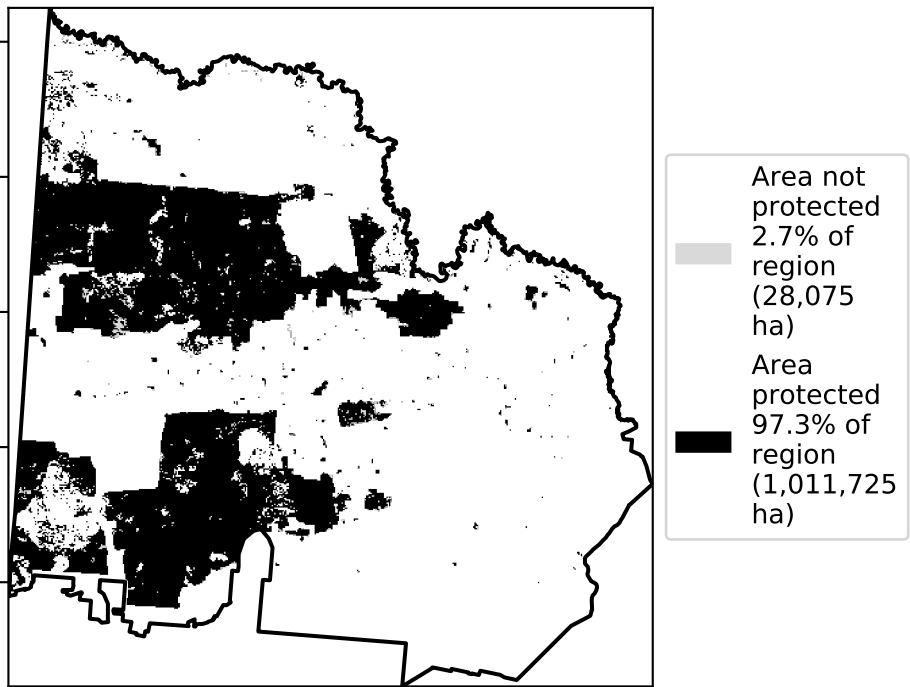 Area not
protected
2.7% of
region
(28,075
ha)
Area
protected
97.3% of
region
(1,011,725
ha)